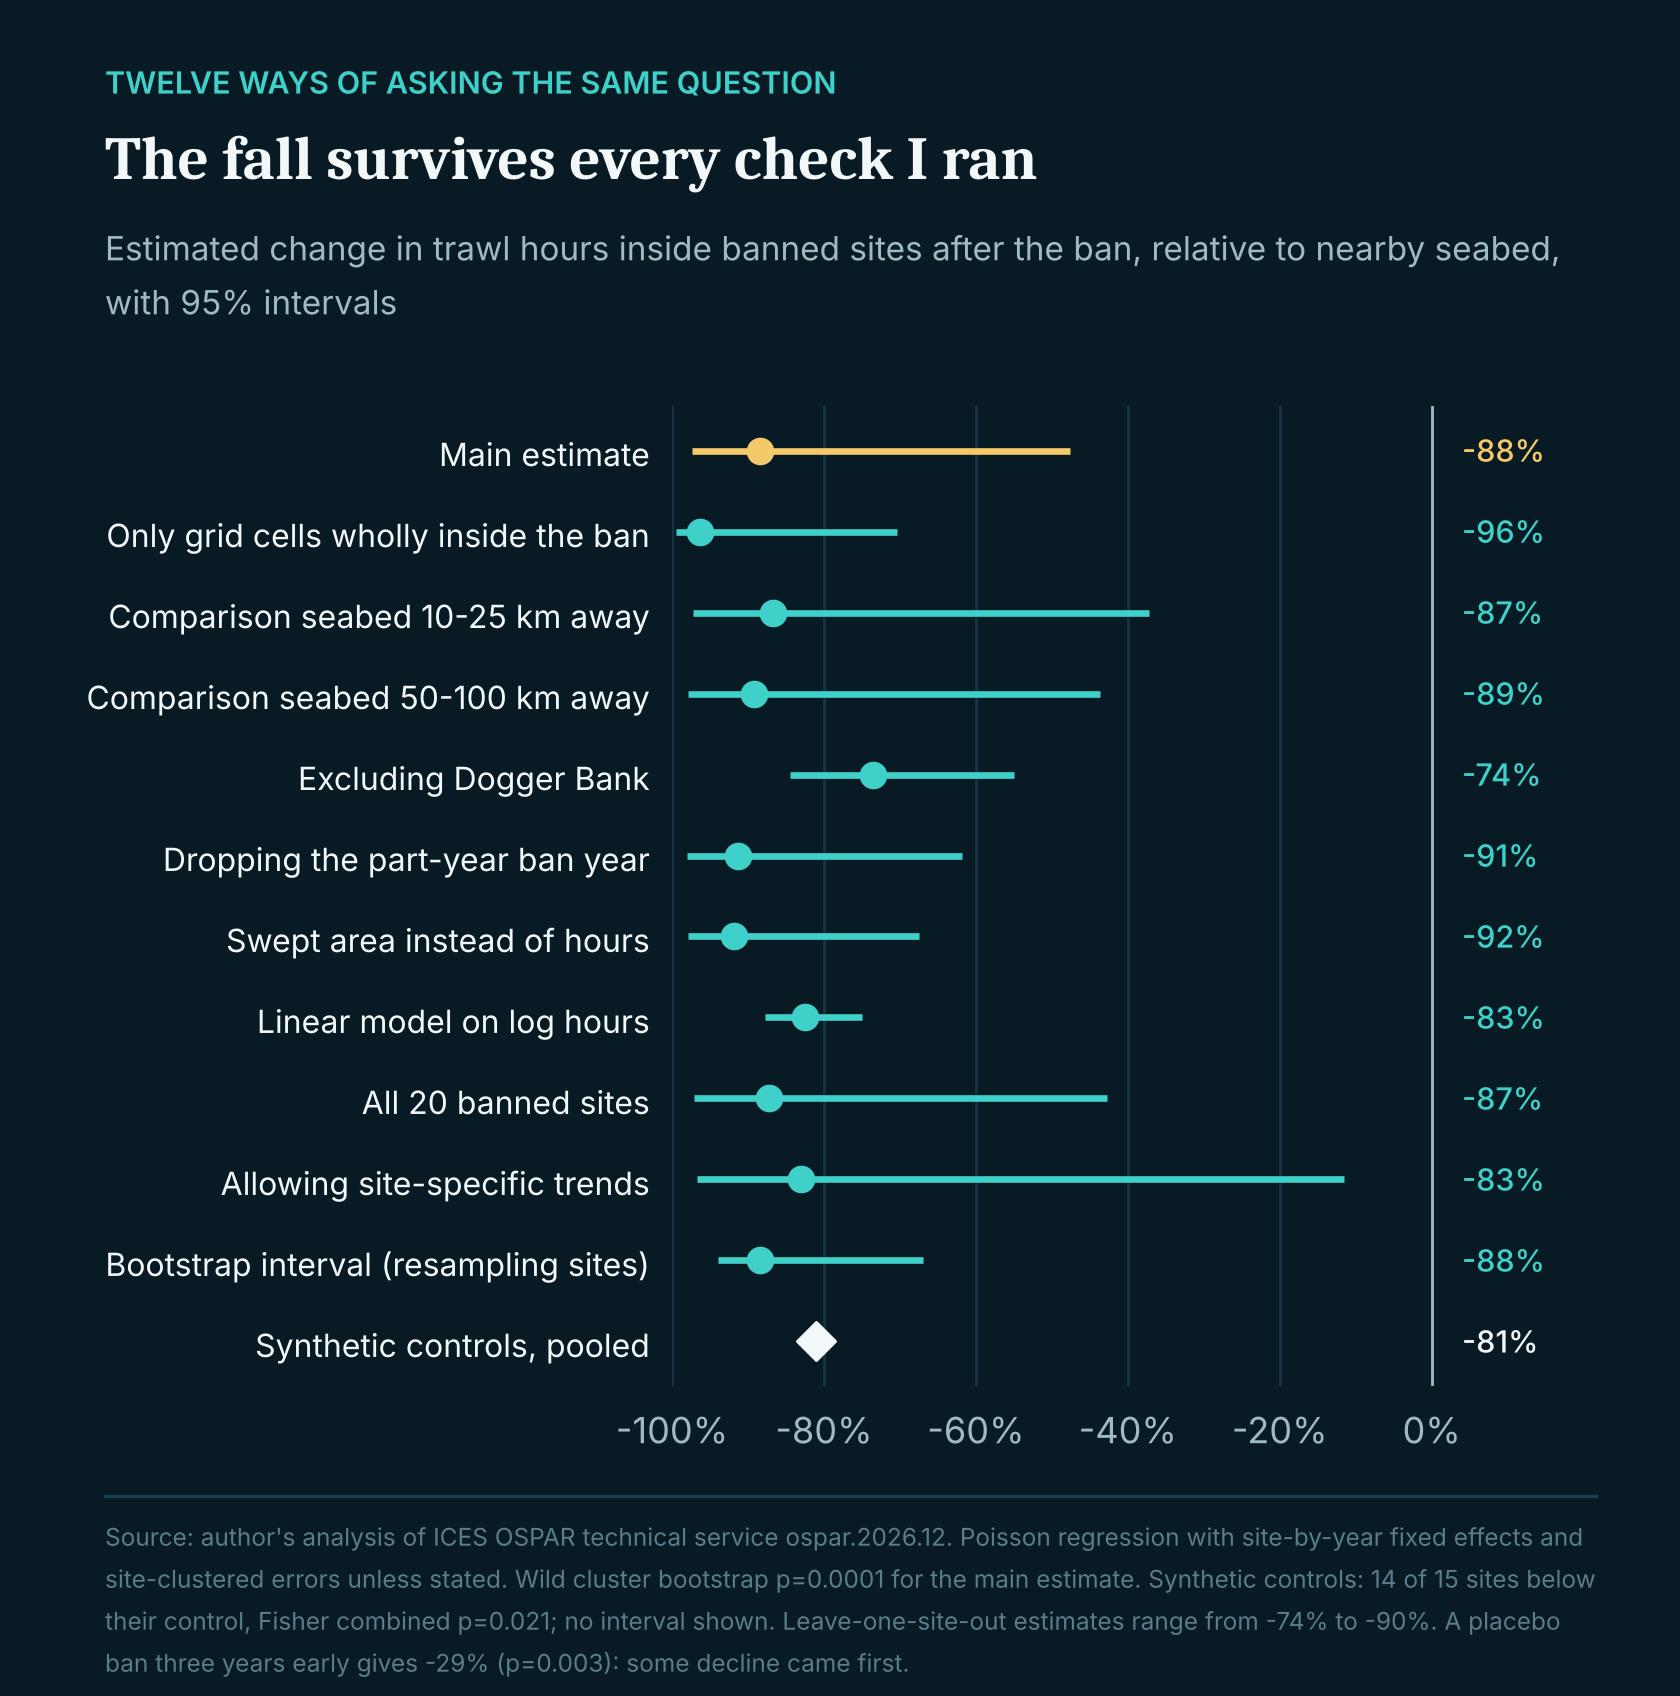 TWELVE WAYS OF ASKING THE SAME QUESTION
The fall survives every check I ran
Estimated change in trawl hours inside banned sites after the ban, relative to nearby seabed,
with 95% intervals
Main estimate -88%
Only grid cells wholly inside the ban -96%
Comparison seabed 10-25 km away -87%
Comparison seabed 50-100 km away -89%
Excluding Dogger Bank -74%
Dropping the part-year ban year -91%
Swept area instead of hours -92%
Linear model on log hours -83%
All 20 banned sites -87%
Allowing site-specific trends -83%
Bootstrap interval (resampling sites) -88%
Synthetic controls, pooled -81%
-100% -80% -60% -40% -20% 0%
Source: author's analysis of ICES OSPAR technical service ospar.2026.12. Poisson regression with site-by-year fixed effects and
site-clustered errors unless stated. Wild cluster bootstrap p=0.0001 for the main estimate. Synthetic controls: 14 of 15 sites below
their control, Fisher combined p=0.021; no interval shown. Leave-one-site-out estimates range from -74% to -90%. A placebo
ban three years early gives -29% (p=0.003): some decline came first.